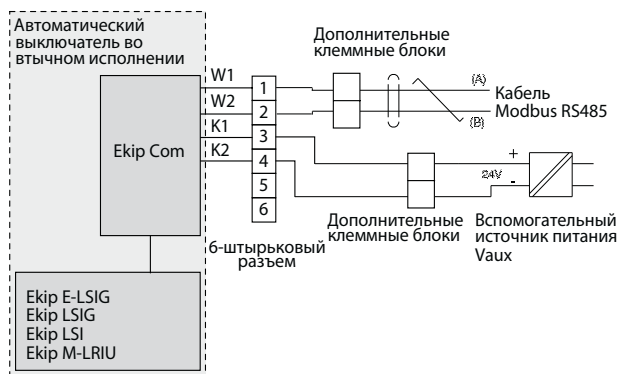 Автоматический
выключатель во
втычном исполнении
Ekip Com
W1
W2
K1
K2
1
2
3
4
5
6
6-штырьковый
разъем
Дополнительные
клеммные блоки
(A)
(B)
Кабель
Modbus RS485
+
24V
-
Дополнительные
клеммные блоки
Вспомогательный
источник питания
Vaux
Ekip E-LSIG
Ekip LSIG
Ekip LSI
Ekip M-LRIU